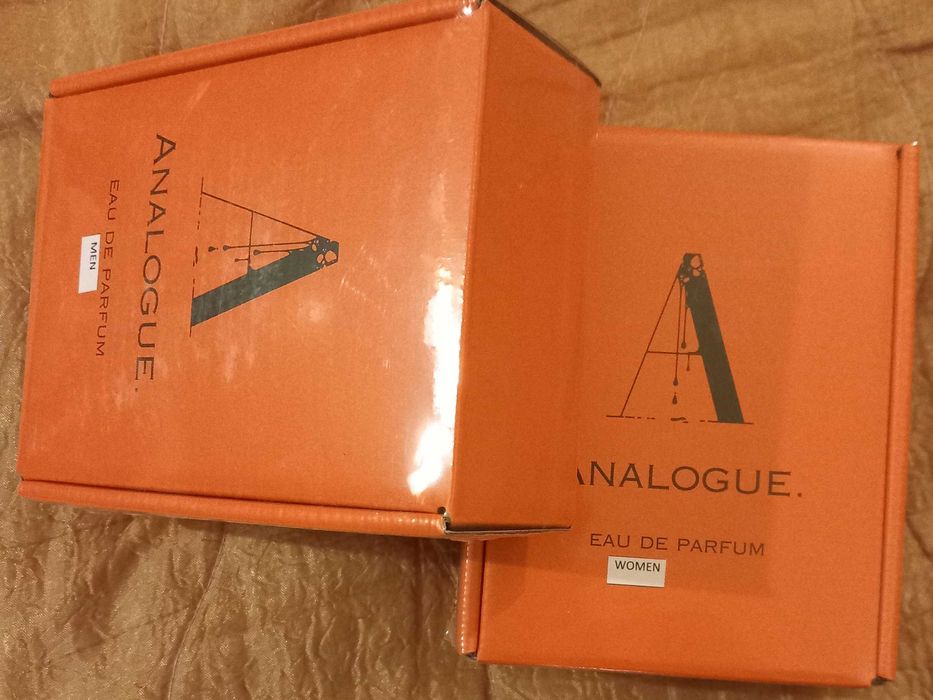 ANALOGUE.
EAU DE PARFUM
MEN
ANALOGUE.
EAU DE PARFUM
WOMEN